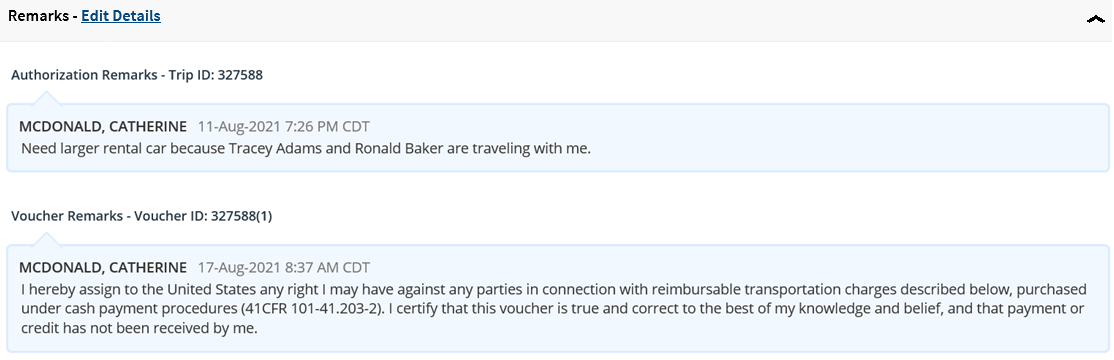 Remarks - Edit Details
Authorization Remarks - Trip ID: 327588
MCDONALD, CATHERINE 11-Aug-2021 7:26 PM CDT
Need larger rental car because Tracey Adams and Ronald Baker are traveling with me.
Voucher Remarks - Voucher ID: 327588(1)
MCDONALD, CATHERINE 17-Aug-2021 8:37 AM CDT
I hereby assign to the United States any right I may have against any parties in connection with reimbursable transportation charges described below, purchased
under cash payment procedures (41CFR 101-41.203-2). I certify that this voucher is true and correct to the best of my knowledge and belief, and that payment or
credit has not been received by me.